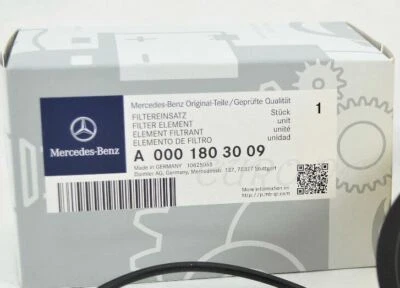 Mercedes-Benz Original-Teile/Geprüfte Qualität
FILTEREINSATZ
FILTER ELEMENT
ELEMENT FILTRANT
ELEMENTO DE FILTRO
Stück
unit
unité
unidad
1
Mercedes-Benz
A 000 180 30 09
Made in GERMANY 10625063
Daimler AG, Germany, Mercedesstr. 137, 70327 Stuttgart
More information on